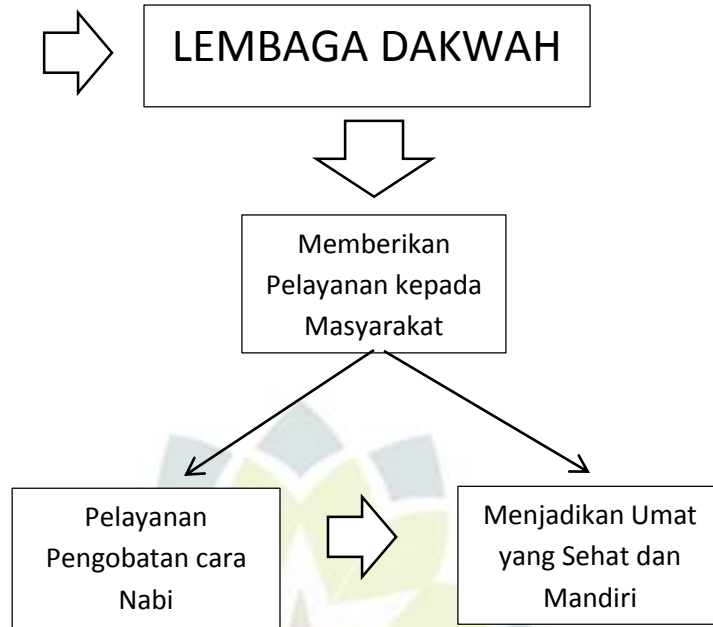 LEMBAGA DAKWAH
Memberikan
Pelayanan kepada
Masyarakat
Pelayanan
Pengobatan cara
Nabi
Menjadikan Umat
yang Sehat dan
Mandiri